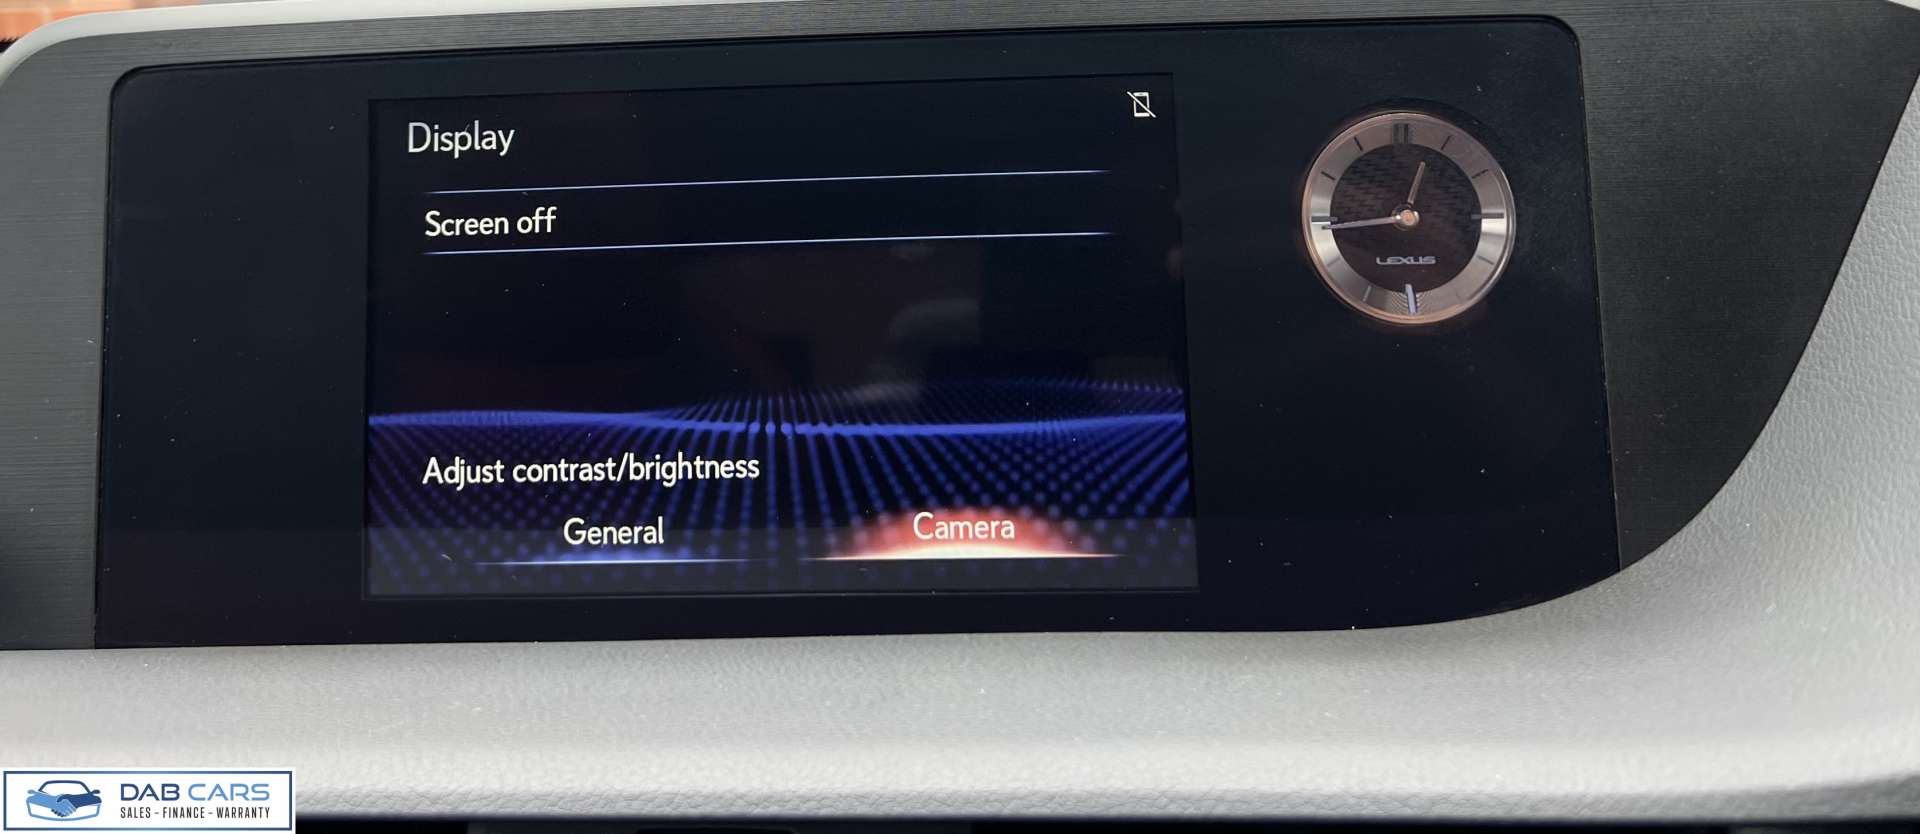 Display
Screen off
Adjust contrast/brightness
General
Camera
LEXUS
DAB CARS
SALES - FINANCE - WARRANTY